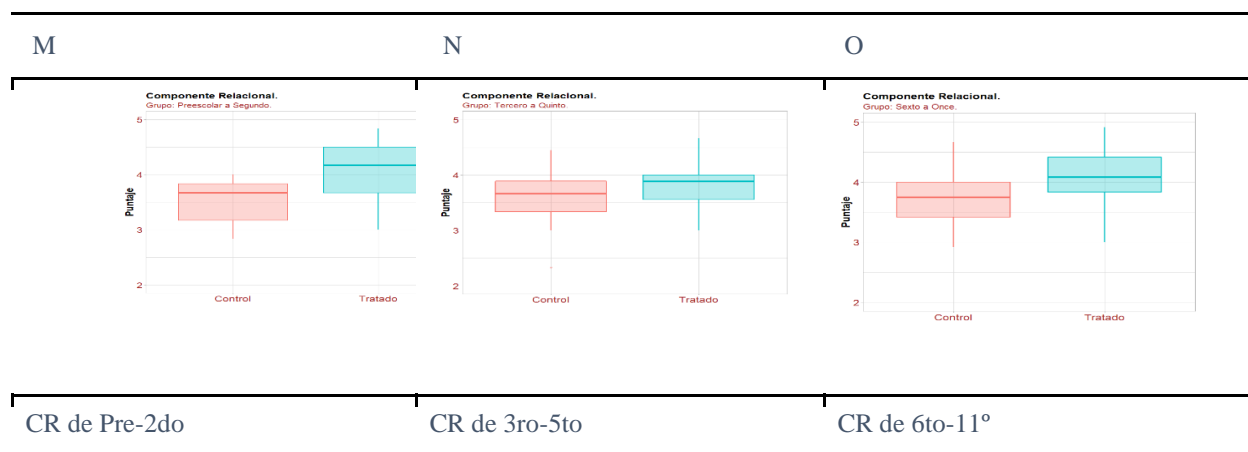 M
N
O
Componente Relacional.
Grupo: Preescolar a Segundo.
5
4
3
2
Puntaje
Control
Tratado
Componente Relacional.
Grupo: Tercero a Quinto.
5
4
3
2
Puntaje
Control
Tratado
Componente Relacional.
Grupo: Sexto a Once.
5
4
3
2
Puntaje
Control
Tratado
CR de Pre-2do
CR de 3ro-5to
CR de 6to-11º